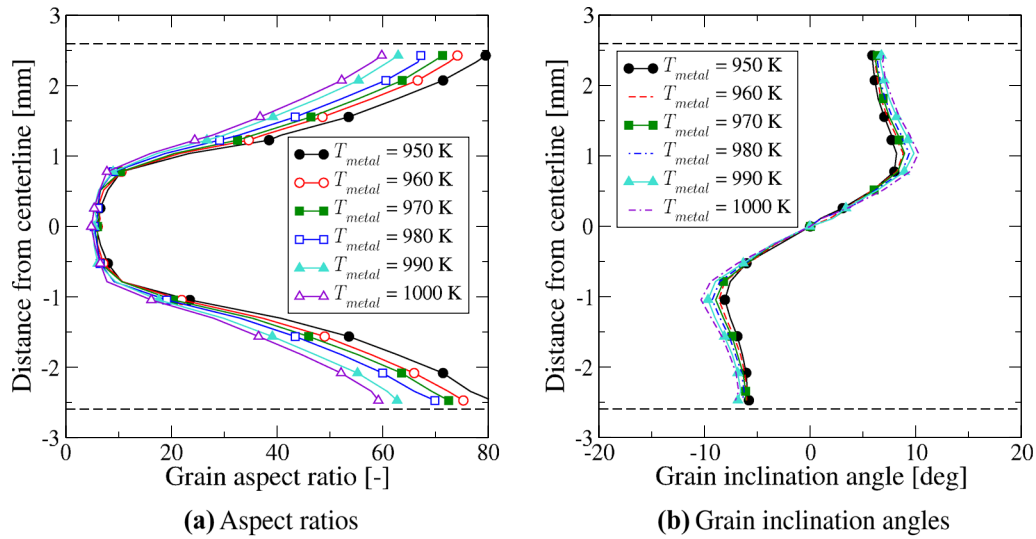 3
2
1
0
-1
-2
-3
Distance from centerline [mm]
0
20
40
60
80
Grain aspect ratio [-]
T_metal = 950 K
T_metal = 960 K
T_metal = 970 K
T_metal = 980 K
T_metal = 990 K
T_metal = 1000 K
(a) Aspect ratios
3
2
1
0
-1
-2
-3
Distance from centerline [mm]
-20
-10
0
10
20
Grain inclination angle [deg]
T_metal = 950 K
T_metal = 960 K
T_metal = 970 K
T_metal = 980 K
T_metal = 990 K
T_metal = 1000 K
(b) Grain inclination angles